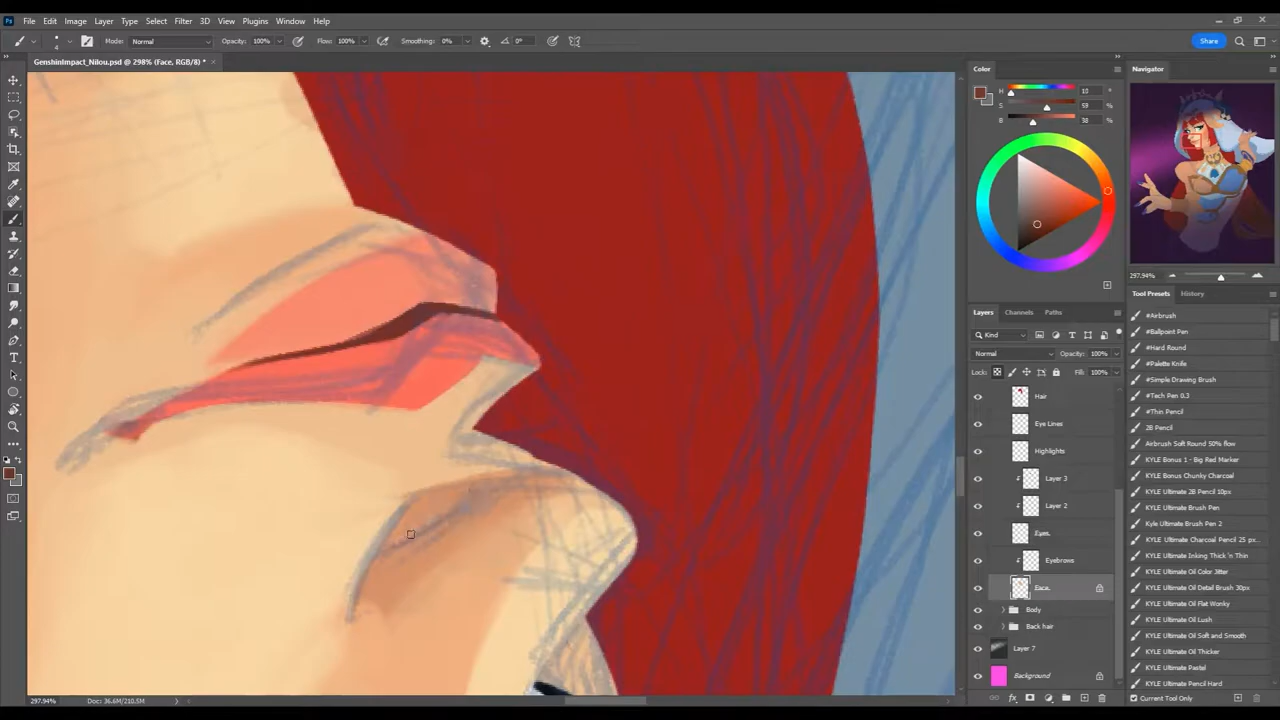 File Edit Image Layer Type Select Filter 3D View Plugins Window Help
4 Mode: Normal Opacity: 100% Flow: 100% Smoothing: 0% 0° Share
GenshinImpact_Nilou.psd @ 298% (Face, RGB/8) *
Color
H 10 °
S 59 %
B 38 %
Navigator
297.94%
Layers Channels Paths
Kind
Normal Opacity: 100%
Lock: Fill: 100%
Hair
Eye Lines
Highlights
Layer 3
Layer 2
Eyes
Eyebrows
Face
Body
Back hair
Layer 7
Background
Tool Presets History
#Airbrush
#Ballpoint Pen
#Hard Round
#Palette Knife
#Simple Drawing Brush
#Tech Pen 0.3
#Thin Pencil
2B Pencil
Airbrush Soft Round 50% flow
KYLE Bonus 1 - Big Red Marker
KYLE Bonus Chunky Charcoal
KYLE Ultimate 2B Pencil 10px
KYLE Ultimate Brush Pen
Kyle Ultimate Brush Pen 2
KYLE Ultimate Charcoal Pencil 25 px...
KYLE Ultimate Inking Thick 'n Thin
KYLE Ultimate Oil Color Jitter
KYLE Ultimate Oil Detail Brush 30px
KYLE Ultimate Oil Flat Wonky
KYLE Ultimate Oil Lush
KYLE Ultimate Oil Soft and Smooth
KYLE Ultimate Oil Thicker
KYLE Ultimate Pastel
KYLE Ultimate Pencil Hard
Current Tool Only
297.94% Doc: 36.6M/210.5M